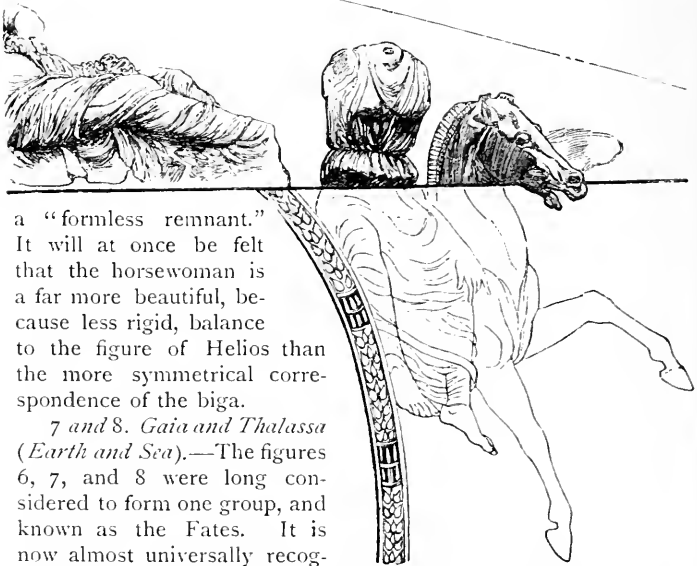 a “formless remnant.”
It will at once be felt
that the horsewoman is
a far more beautiful, be-
cause less rigid, balance
to the figure of Helios than
the more symmetrical corre-
spondence of the biga.
7 and 8. Gaia and Thalassa
(Earth and Sea).—The figures
6, 7, and 8 were long con-
sidered to form one group, and
known as the Fates. It is
now almost universally recog-